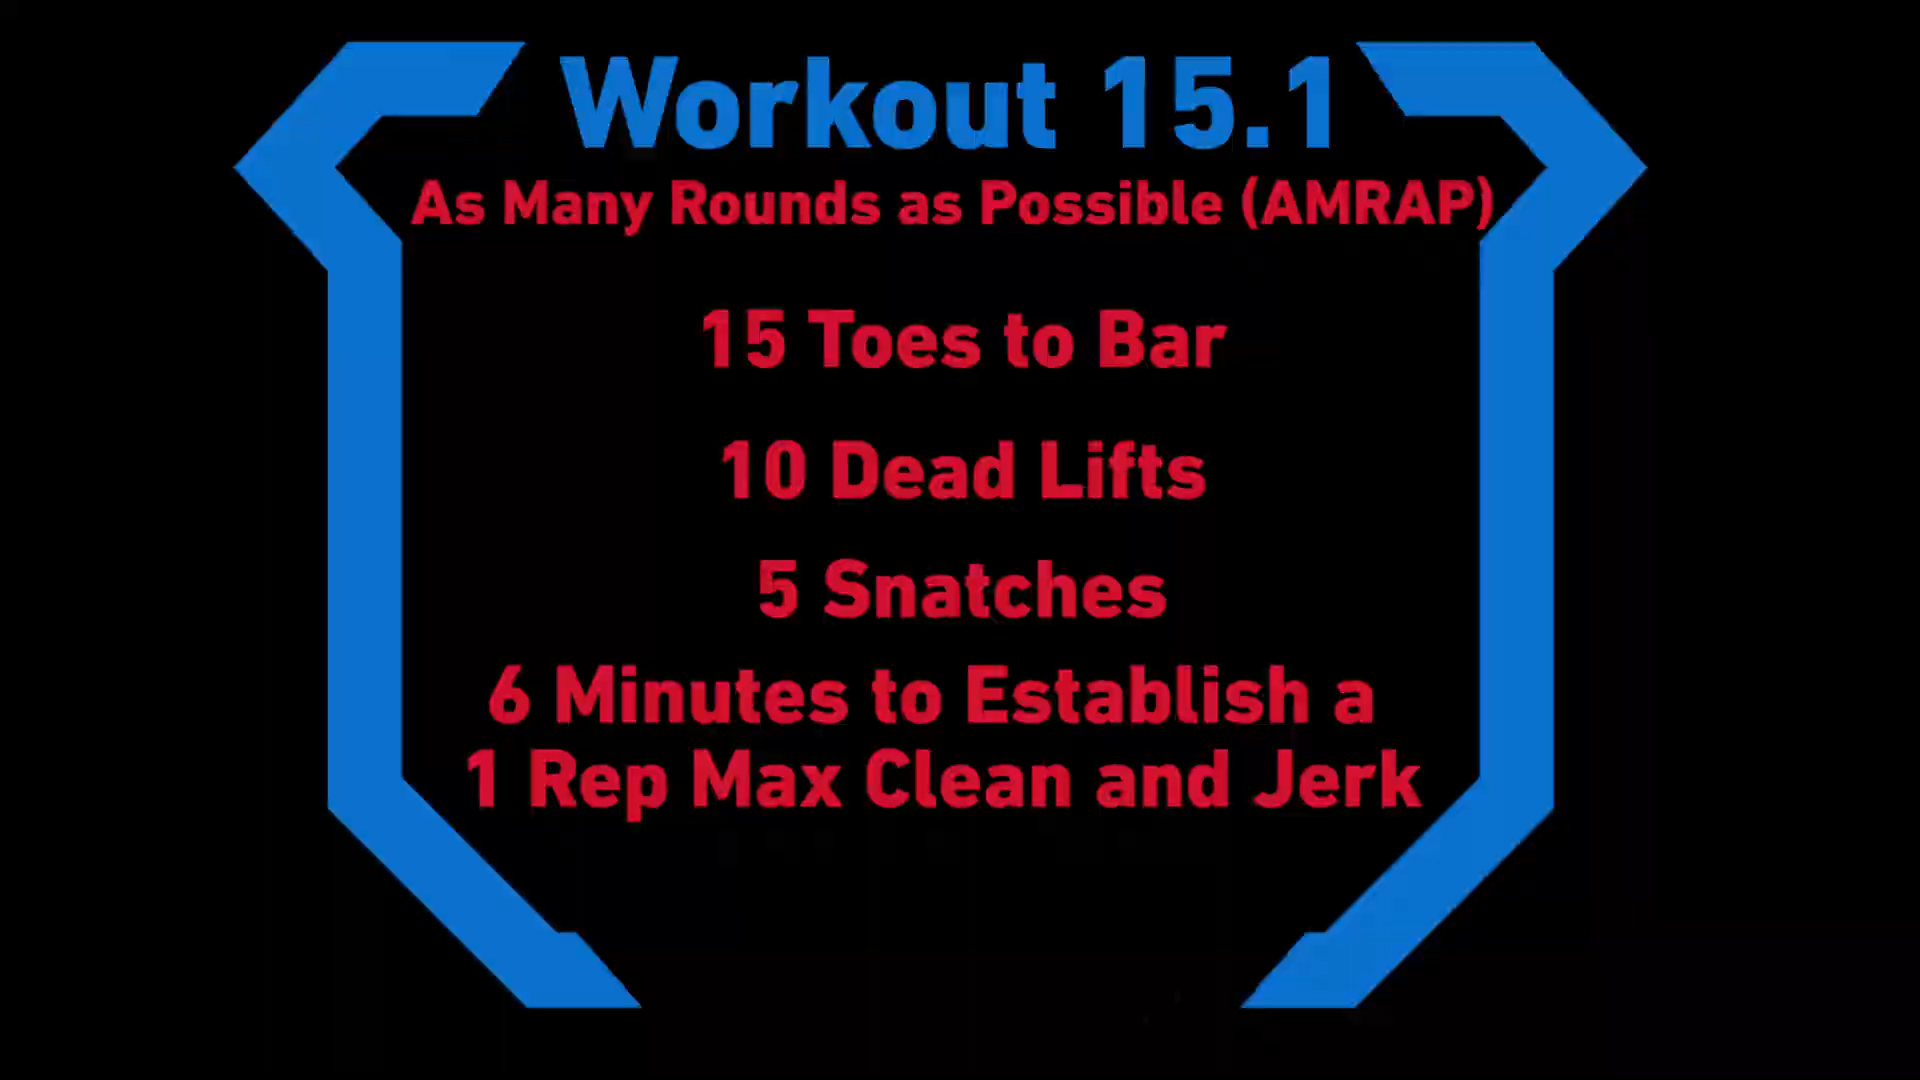 Workout 15.1
As Many Rounds as Possible (AMRAP)
15 Toes to Bar
10 Dead Lifts
5 Snatches
6 Minutes to Establish a
1 Rep Max Clean and Jerk